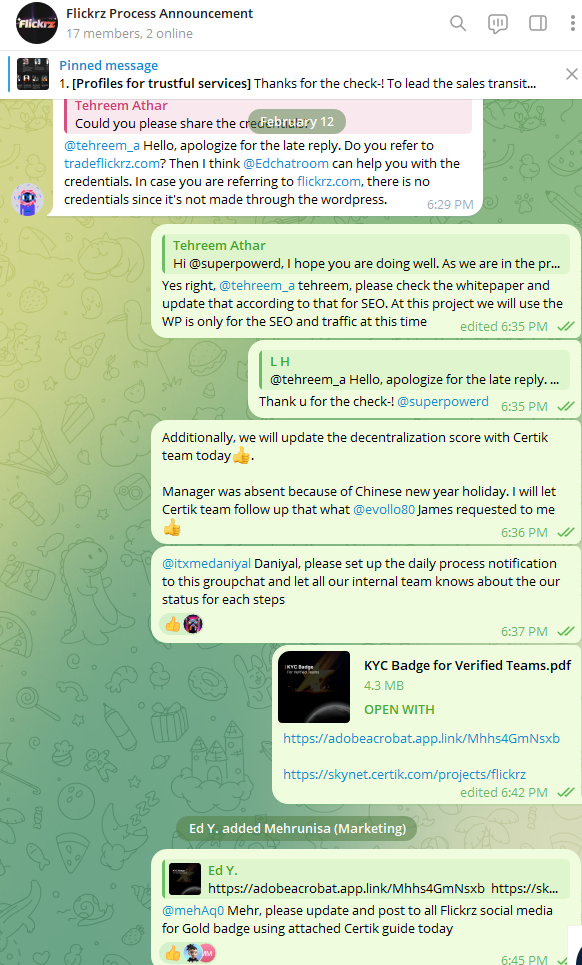 Flickrz Process Announcement
17 members, 2 online
Flickrz
Pinned message
1. [Profiles for trustful services] Thanks for the check-! To lead the sales transit...
Tehreem Athar
Could you please share the
February 12
@tehreem_a Hello, apologize for the late reply. Do you refer to
tradeflickrz.com? Then I think @Edchatroom can help you with the
credentials. In case you are referring to flickrz.com, there is no
credentials since it's not made through the wordpress.
6:29 PM
Tehreem Athar
Hi @superpowerd, I hope you are doing well. As we are in the pr...
Yes right, @tehreem_a tehreem, please check the whitepaper and
update that according to that for SEO. At this project we will use the
WP is only for the SEO and traffic at this time
edited 6:35 PM
L H
@tehreem_a Hello, apologize for the late reply. ...
Thank u for the check-! @superpowerd
6:35 PM
Additionally, we will update the decentralization score with Certik
team today👍.
Manager was absent because of Chinese new year holiday. I will let
Certik team follow up that what @evollo80 James requested to me
👍
6:36 PM
@itxmedaniyal Daniyal, please set up the daily process notification
to this groupchat and let all our internal team knows about the our
status for each steps
6:37 PM
KYC Badge
For Verified Teams
KYC Badge for Verified Teams.pdf
4.3 MB
OPEN WITH
https://adobeacrobat.app.link/Mhhs4GmNsxb
https://skynet.certik.com/projects/flickrz
edited 6:42 PM
Ed Y. added Mehrunisa (Marketing)
Ed Y.
https://adobeacrobat.app.link/Mhhs4GmNsxb https://sk...
@mehAq0 Mehr, please update and post to all Flickrz social media
for Gold badge using attached Certik guide today
6:45 PM